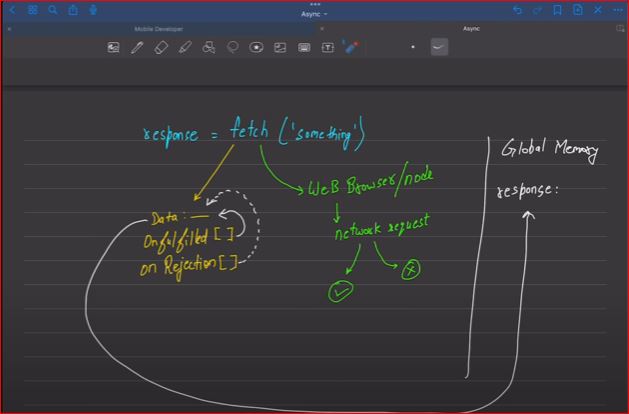 Async
Mobile Developer
Async
response = fetch ('something')
Global Memory
WeB Browser/node
response:
Data: —
network request
Onfulfilled [ ]
on Rejection [ ]